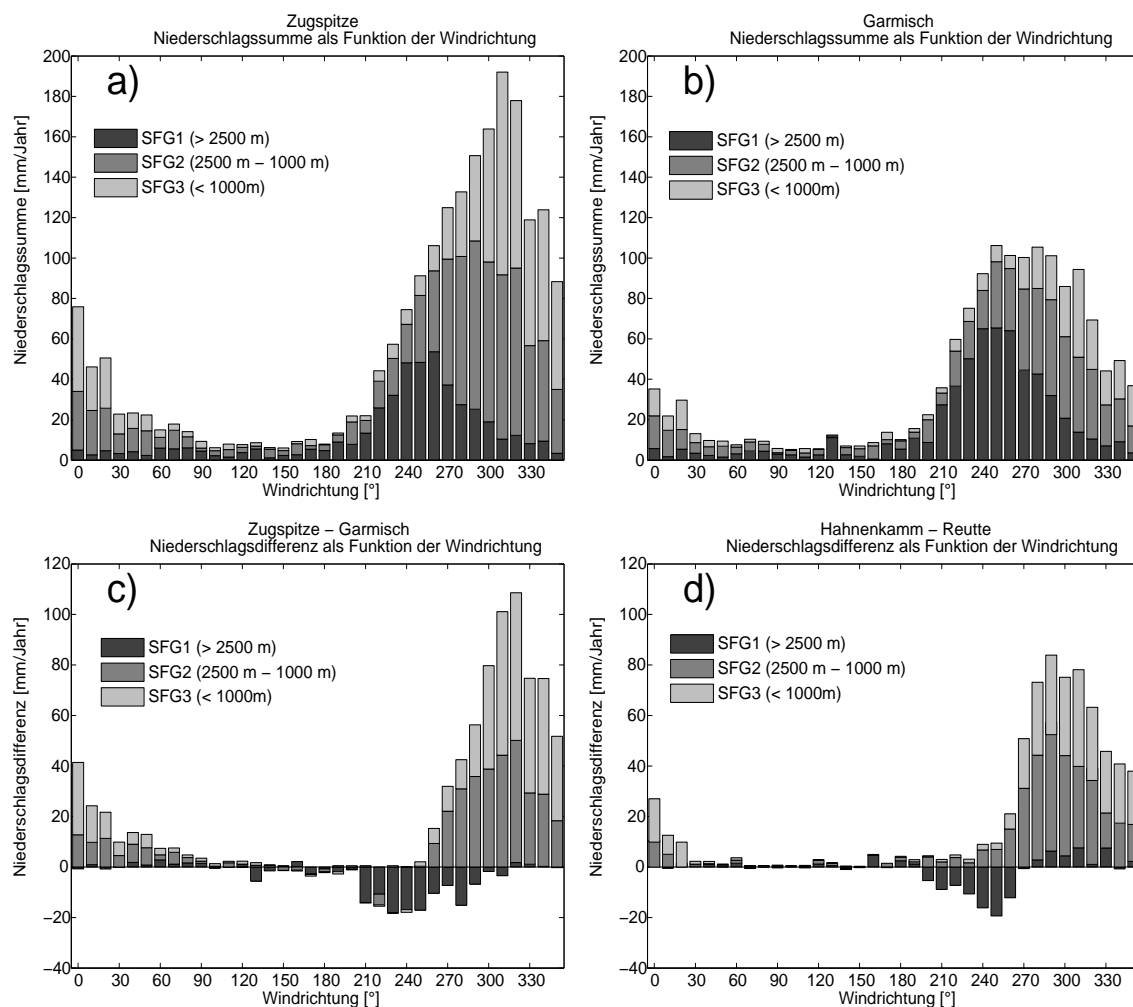 Zugspitze
Niederschlagssumme als Funktion der Windrichtung
a)
SFG1 (> 2500 m)
SFG2 (2500 m − 1000 m)
SFG3 (< 1000m)
Niederschlagssumme [mm/Jahr]
200
180
160
140
120
100
80
60
40
20
0
0 30 60 90 120 150 180 210 240 270 300 330
Windrichtung [°]
Garmisch
Niederschlagssumme als Funktion der Windrichtung
b)
SFG1 (> 2500 m)
SFG2 (2500 m − 1000 m)
SFG3 (< 1000m)
Niederschlagssumme [mm/Jahr]
200
180
160
140
120
100
80
60
40
20
0
0 30 60 90 120 150 180 210 240 270 300 330
Windrichtung [°]
Zugspitze − Garmisch
Niederschlagsdifferenz als Funktion der Windrichtung
c)
SFG1 (> 2500 m)
SFG2 (2500 m − 1000 m)
SFG3 (< 1000m)
Niederschlagsdifferenz [mm/Jahr]
120
100
80
60
40
20
0
−20
−40
0 30 60 90 120 150 180 210 240 270 300 330
Windrichtung [°]
Hahnenkamm − Reutte
Niederschlagsdifferenz als Funktion der Windrichtung
d)
SFG1 (> 2500 m)
SFG2 (2500 m − 1000 m)
SFG3 (< 1000m)
Niederschlagsdifferenz [mm/Jahr]
120
100
80
60
40
20
0
−20
−40
0 30 60 90 120 150 180 210 240 270 300 330
Windrichtung [°]